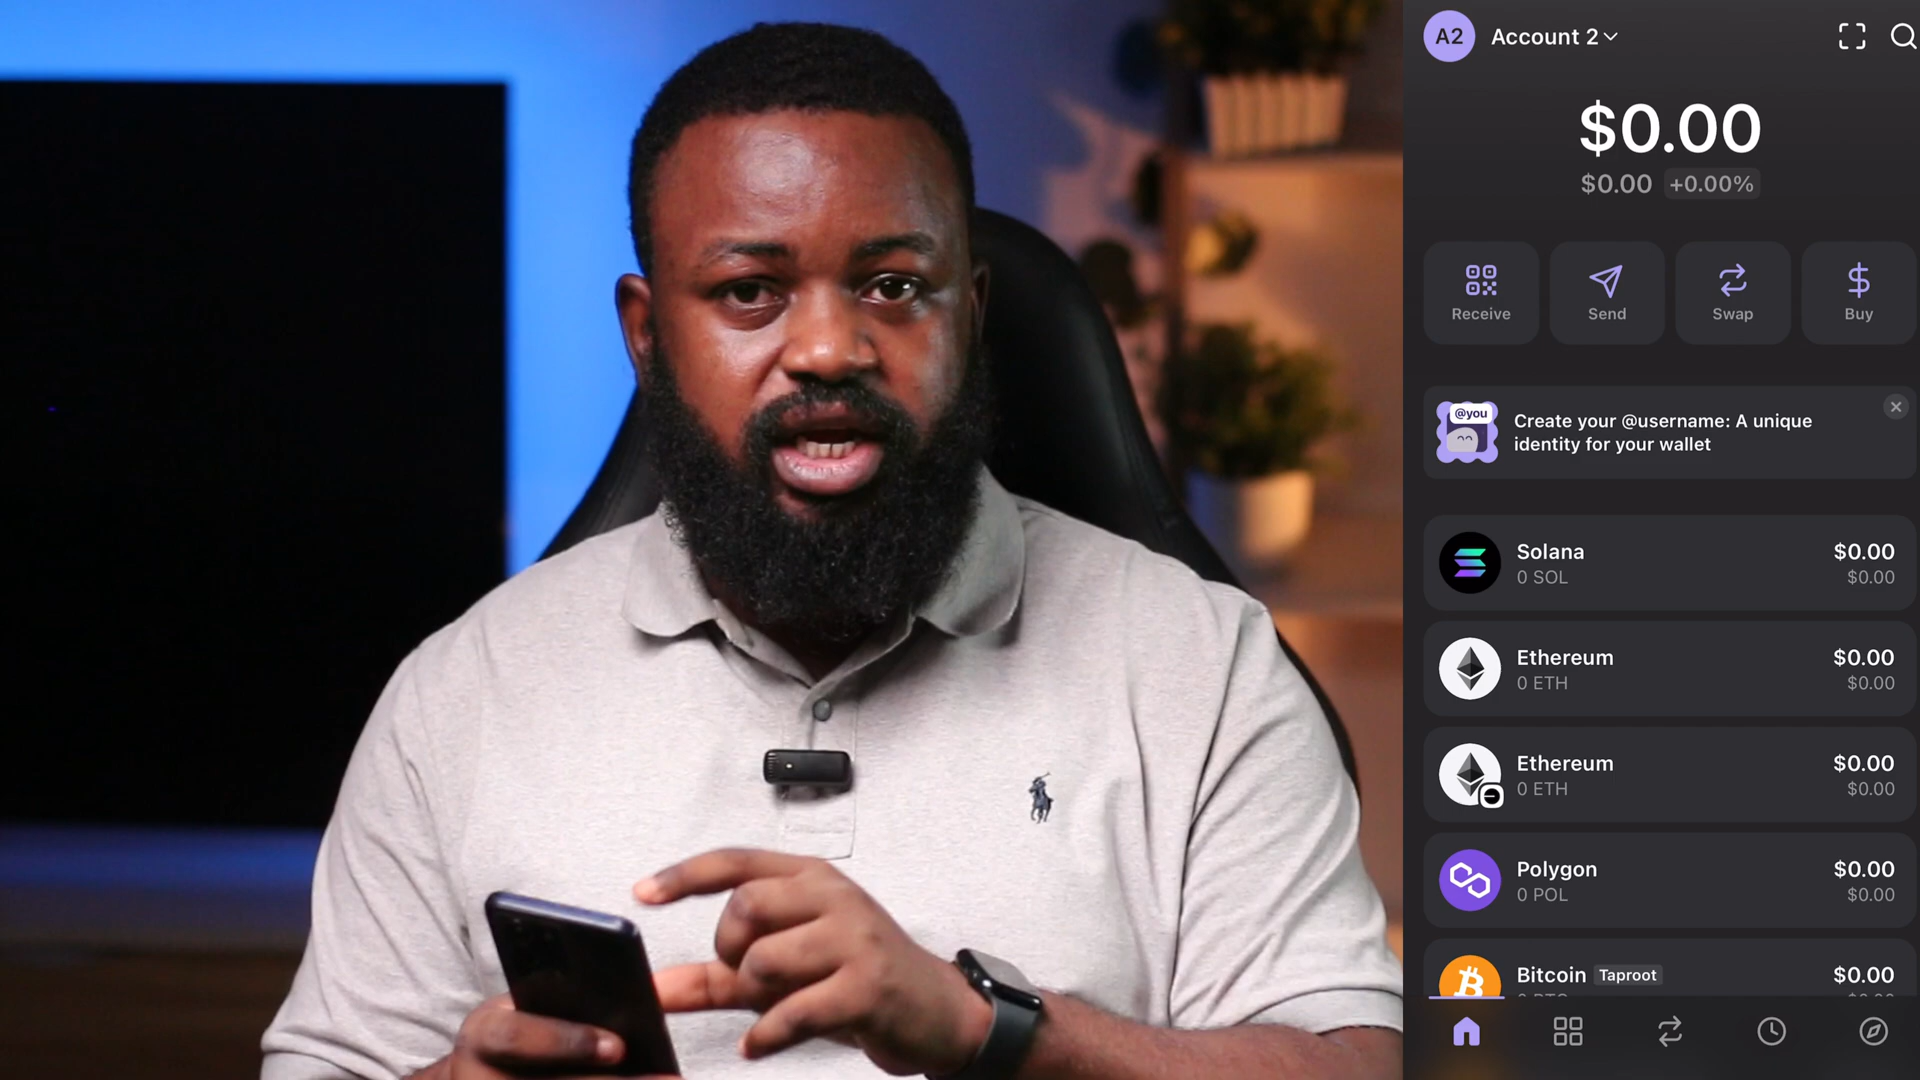 A2 Account 2
$0.00
$0.00 +0.00%
Receive Send Swap Buy
@you
Create your @username: A unique
identity for your wallet
Solana $0.00
0 SOL $0.00
Ethereum $0.00
0 ETH $0.00
Ethereum $0.00
0 ETH $0.00
Polygon $0.00
0 POL $0.00
Bitcoin Taproot $0.00